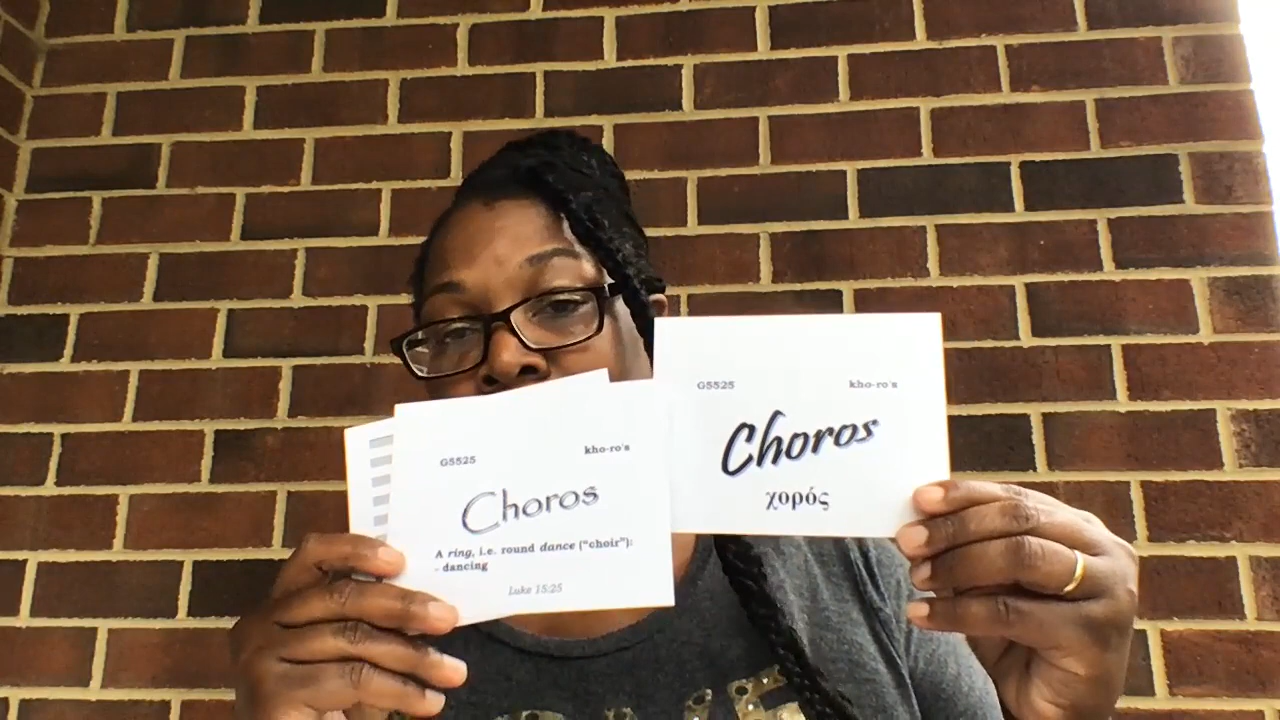 G5525 kho-ro's
Choros
A ring, i.e. round dance ("choir"):
- dancing
Luke 15:25
G5525 kho-ro's
Choros
χορός